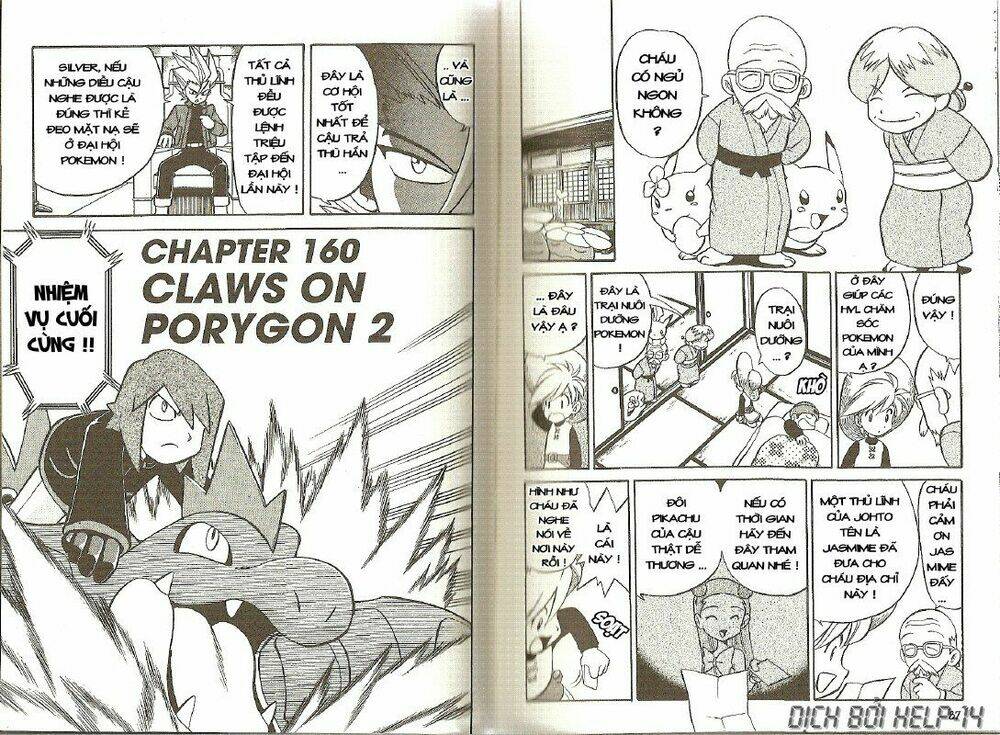 .. VÀ
CŨNG
LÀ ...
ĐÂY LÀ
CƠ HỘI
TỐT
NHẤT ĐỂ
CẬU TRẢ
THÙ HẮN
...
TẤT CẢ
THỦ LĨNH
ĐỀU
ĐƯỢC
LỆNH
TRIỆU
TẬP ĐẾN
ĐẠI HỘI
LẦN NÀY !
SILVER, NẾU
NHỮNG ĐIỀU CẬU
NGHE ĐƯỢC LÀ
ĐÚNG THÌ KẺ
ĐEO MẶT NẠ SẼ
Ở ĐẠI HỘI
POKEMON !
CHAPTER 160
CLAWS ON
PORYGON 2
NHIỆM
VỤ CUỐI
CÙNG !!
CHÁU
CÓ NGỦ
NGON
KHÔNG
?
ĐÚNG
VẬY !
Ở ĐÂY
GIÚP CÁC
HVL CHĂM
SÓC
POKEMON
CỦA MÌNH
Ạ ?
TRẠI
NUÔI
DƯỠNG
... ?
KHÒ
ĐÂY LÀ
TRẠI NUÔI
DƯỠNG
POKEMON
!
... ĐÂY
LÀ ĐÂU
VẬY Ạ ?
CHÁU
PHẢI
CẢM
ƠN
JAS
MIME
ĐẤY
...
MỘT THỦ LĨNH
CỦA JOHTO
TÊN LÀ
JASMIME ĐÃ
ĐƯA CHO
CHÁU ĐỊA CHỈ
NÀY !
NẾU CÓ
THỜI GIAN
HÃY ĐẾN
ĐÂY THAM
QUAN NHÉ !
ĐÔI
PIKACHU
CỦA CẬU
THẬT DỄ
THƯƠNG ...
LÀ
CÁI
NÀY !
HÌNH NHƯ
CHÁU ĐÃ
NGHE
NÓI VỀ
NƠI NÀY
RỒI !
SOẠT
67
DỊCH BỞI HELP-14